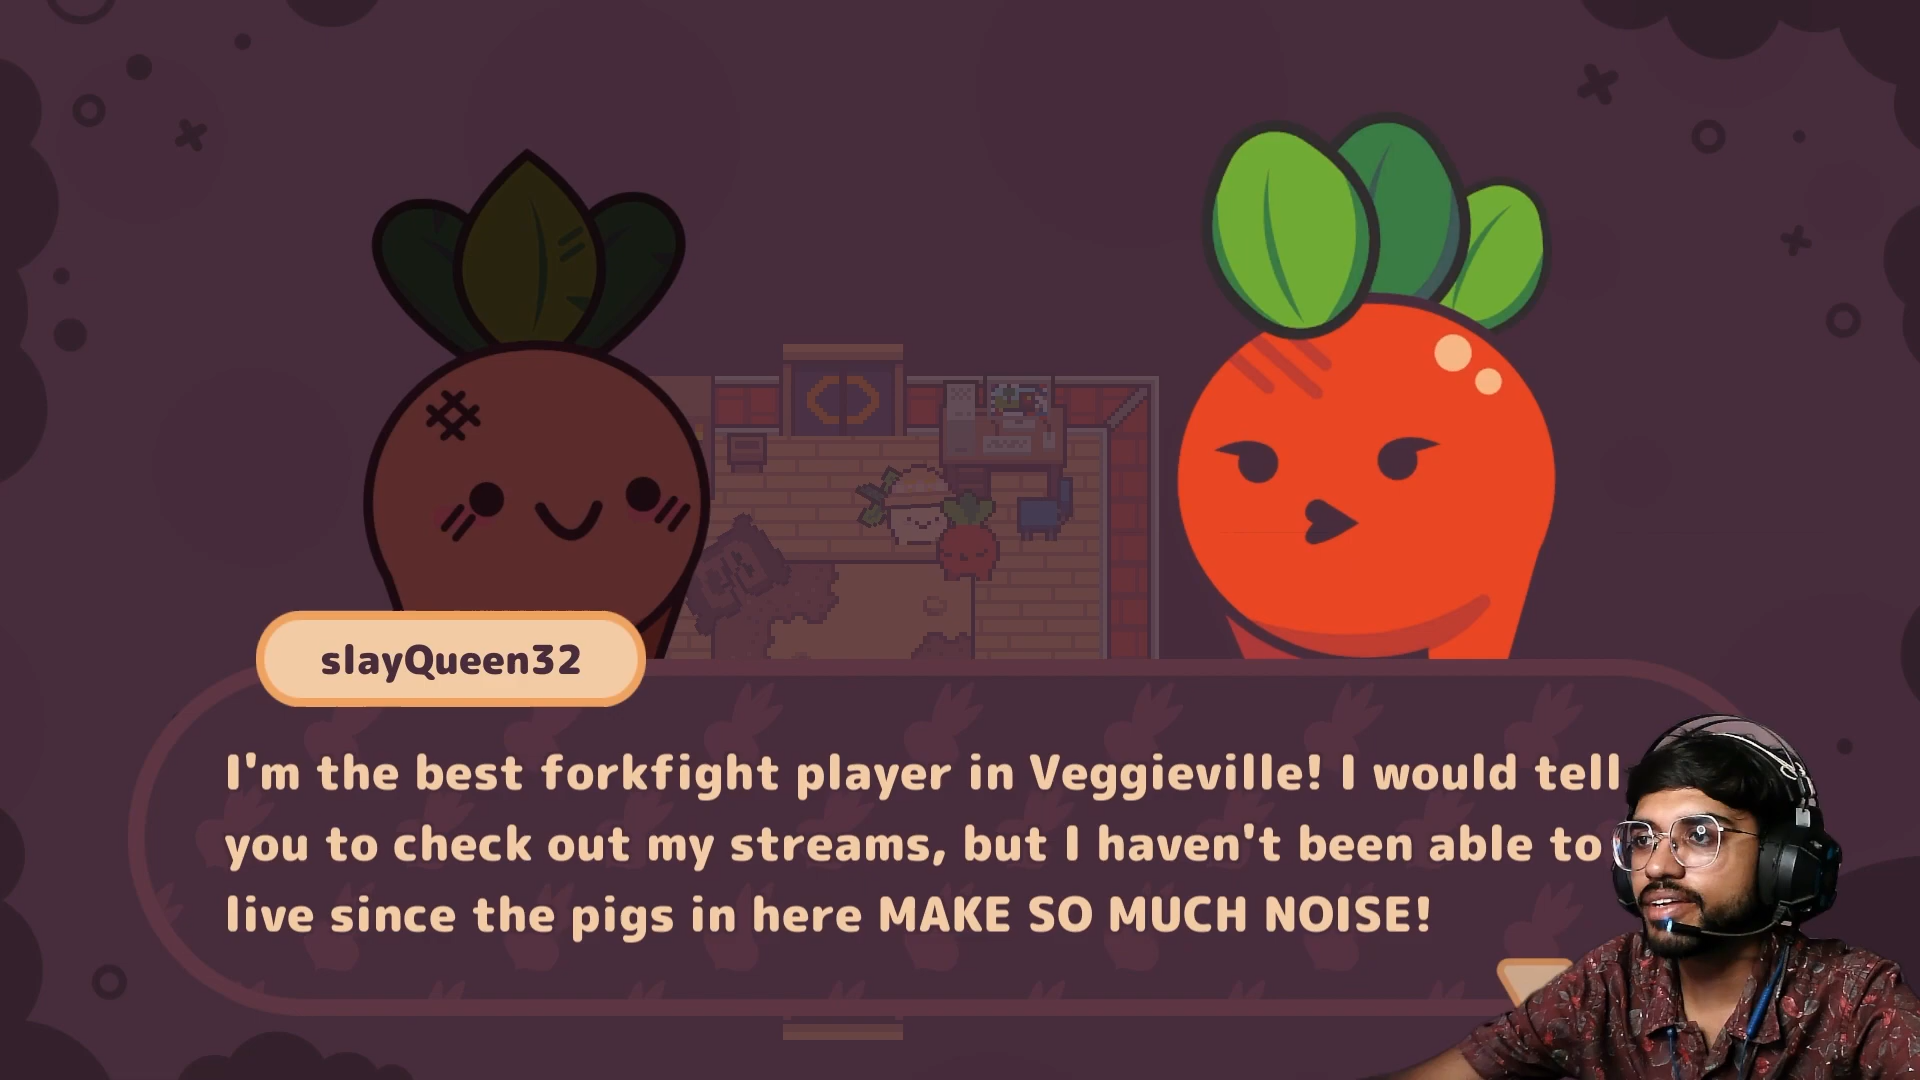 slayQueen32
I'm the best forkfight player in Veggieville! I would tell
you to check out my streams, but I haven't been able to
live since the pigs in here MAKE SO MUCH NOISE!